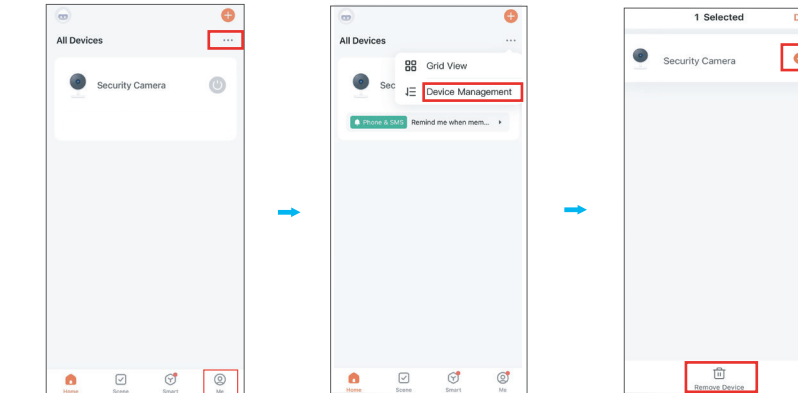 All Devices
...
Security Camera
Home
Scene
Smart
Me
All Devices
...
Grid View
Sec
Device Management
Phone & SMS
Remind me when mem...
Home
Scene
Smart
Me
1 Selected
Security Camera
Remove Device